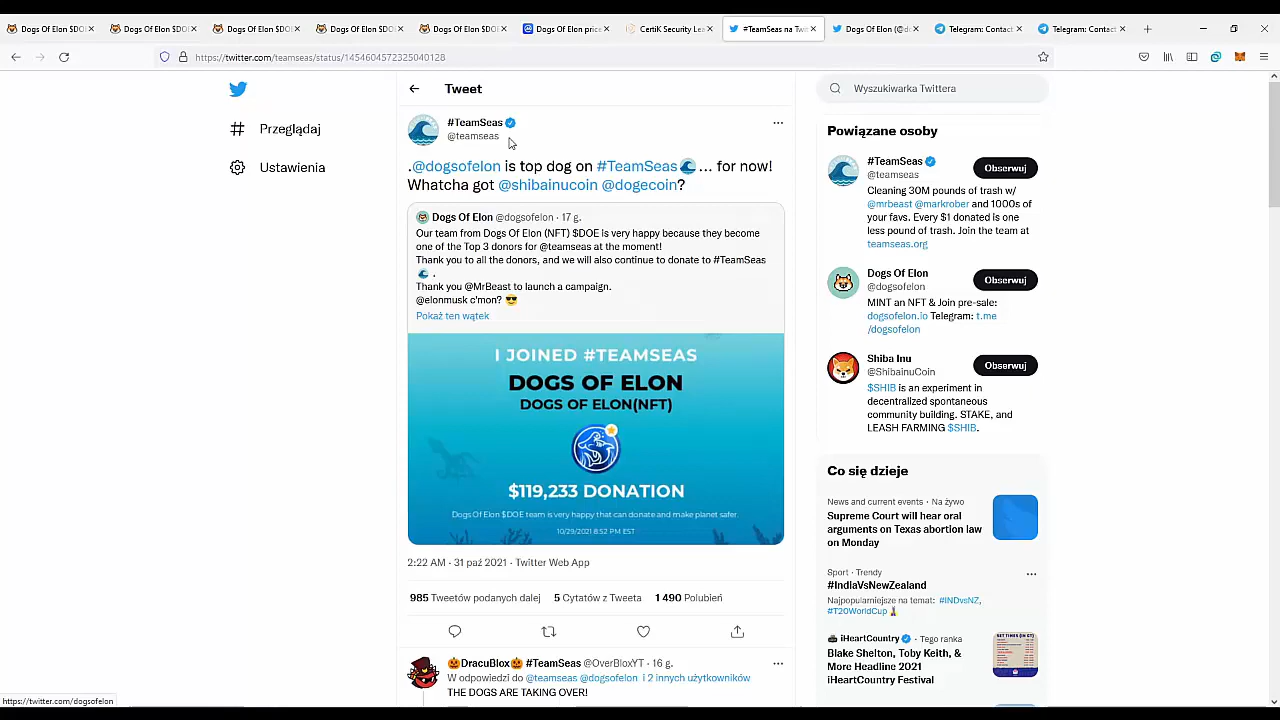 Dogs Of Elon $DO
Dogs Of Elon $DO
Dogs Of Elon $DO
Dogs Of Elon $DO
Dogs Of Elon $DO
Dogs Of Elon price
CertiK Security Lea
#TeamSeas na Twi
Dogs Of Elon (@d
Telegram: Contact
Telegram: Contact
https://twitter.com/teamseas/status/1454604572325040128
Tweet
Wyszukiwarka Twittera
Przeglądaj
Ustawienia
#TeamSeas
@teamseas
.@dogsofelon is top dog on #TeamSeas... for now!
Whatcha got @shibainucoin @dogecoin?
Dogs Of Elon @dogsofelon · 17 g.
Our team from Dogs Of Elon (NFT) $DOE is very happy because they become
one of the Top 3 donors for @teamseas at the moment!
Thank you to all the donors, and we will also continue to donate to #TeamSeas
.
Thank you @MrBeast to launch a campaign.
@elonmusk c'mon? 😎
Pokaż ten wątek
I JOINED #TEAMSEAS
DOGS OF ELON
DOGS OF ELON(NFT)
$119,233 DONATION
Dogs Of Elon $DOE team is very happy that can donate and make planet safer.
10/29/2021 8:52 PM EST
2:22 AM · 31 paź 2021 · Twitter Web App
985 Tweetów podanych dalej 5 Cytatów z Tweeta 1 490 Polubień
🎃DracuBlox🎃 #TeamSeas @OverBloxYT · 16 g.
W odpowiedzi do @teamseas @dogsofelon i 2 innych użytkowników
THE DOGS ARE TAKING OVER!
Powiązane osoby
#TeamSeas
@teamseas
Obserwuj
Cleaning 30M pounds of trash w/
@mrbeast @markrober and 1000s of
your favs. Every $1 donated is one
less pound of trash. Join the team at
teamseas.org
Dogs Of Elon
@dogsofelon
Obserwuj
MINT an NFT & Join pre-sale:
dogsofelon.io Telegram: t.me
/dogsofelon
Shiba Inu
@ShibainuCoin
Obserwuj
$SHIB is an experiment in
decentralized spontaneous
community building. STAKE, and
LEASH FARMING $SHIB.
Co się dzieje
News and current events · Na żywo
Supreme Court will hear oral
arguments on Texas abortion law
on Monday
Sport · Trendy
#IndiaVsNewZealand
Najpopularniejsze na temat: #INDvsNZ,
#T20WorldCup
iHeartCountry · Tego ranka
Blake Shelton, Toby Keith, &
More Headline 2021
iHeartCountry Festival
https://twitter.com/dogsofelon